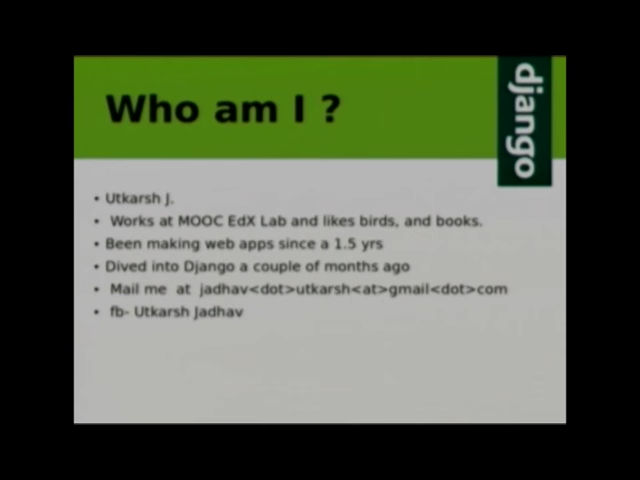 Who am I ?
django
• Utkarsh J.
• Works at MOOC EdX Lab and likes birds, and books.
• Been making web apps since a 1.5 yrs
• Dived into Django a couple of months ago
• Mail me at jadhav<dot>utkarsh<at>gmail<dot>com
• fb- Utkarsh Jadhav